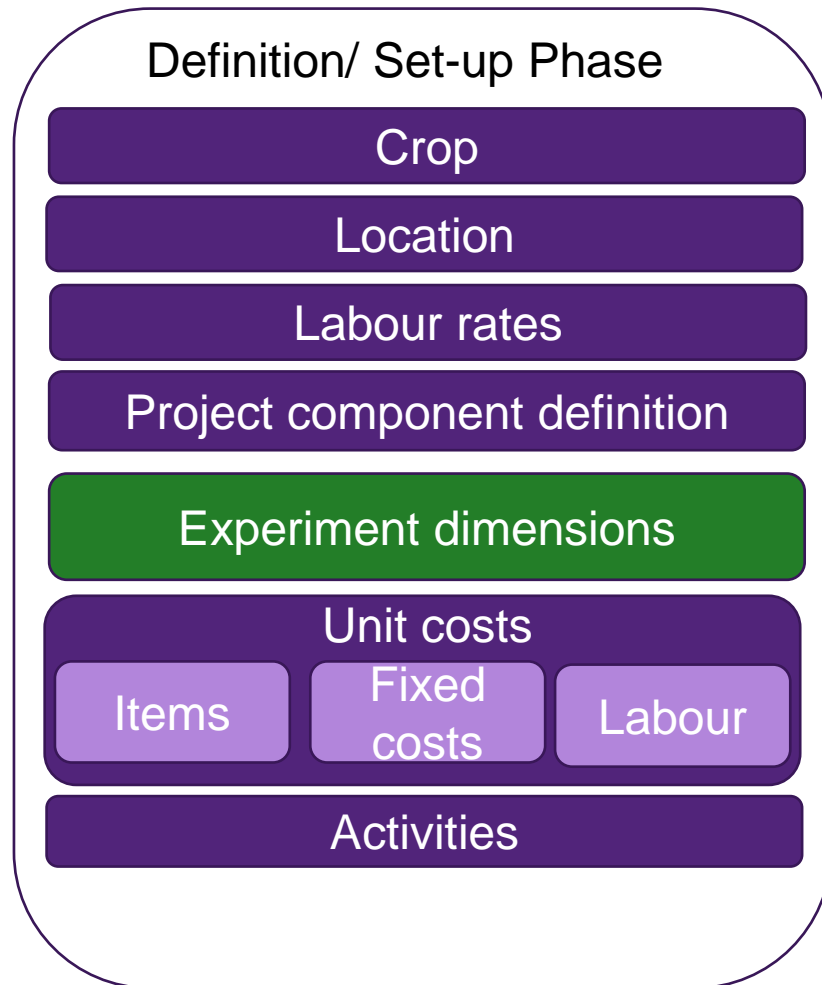 Definition/ Set-up Phase
Crop
Location
Labour rates
Project component definition
Experiment dimensions
Unit costs
Items
Fixed
costs
Labour
Activities